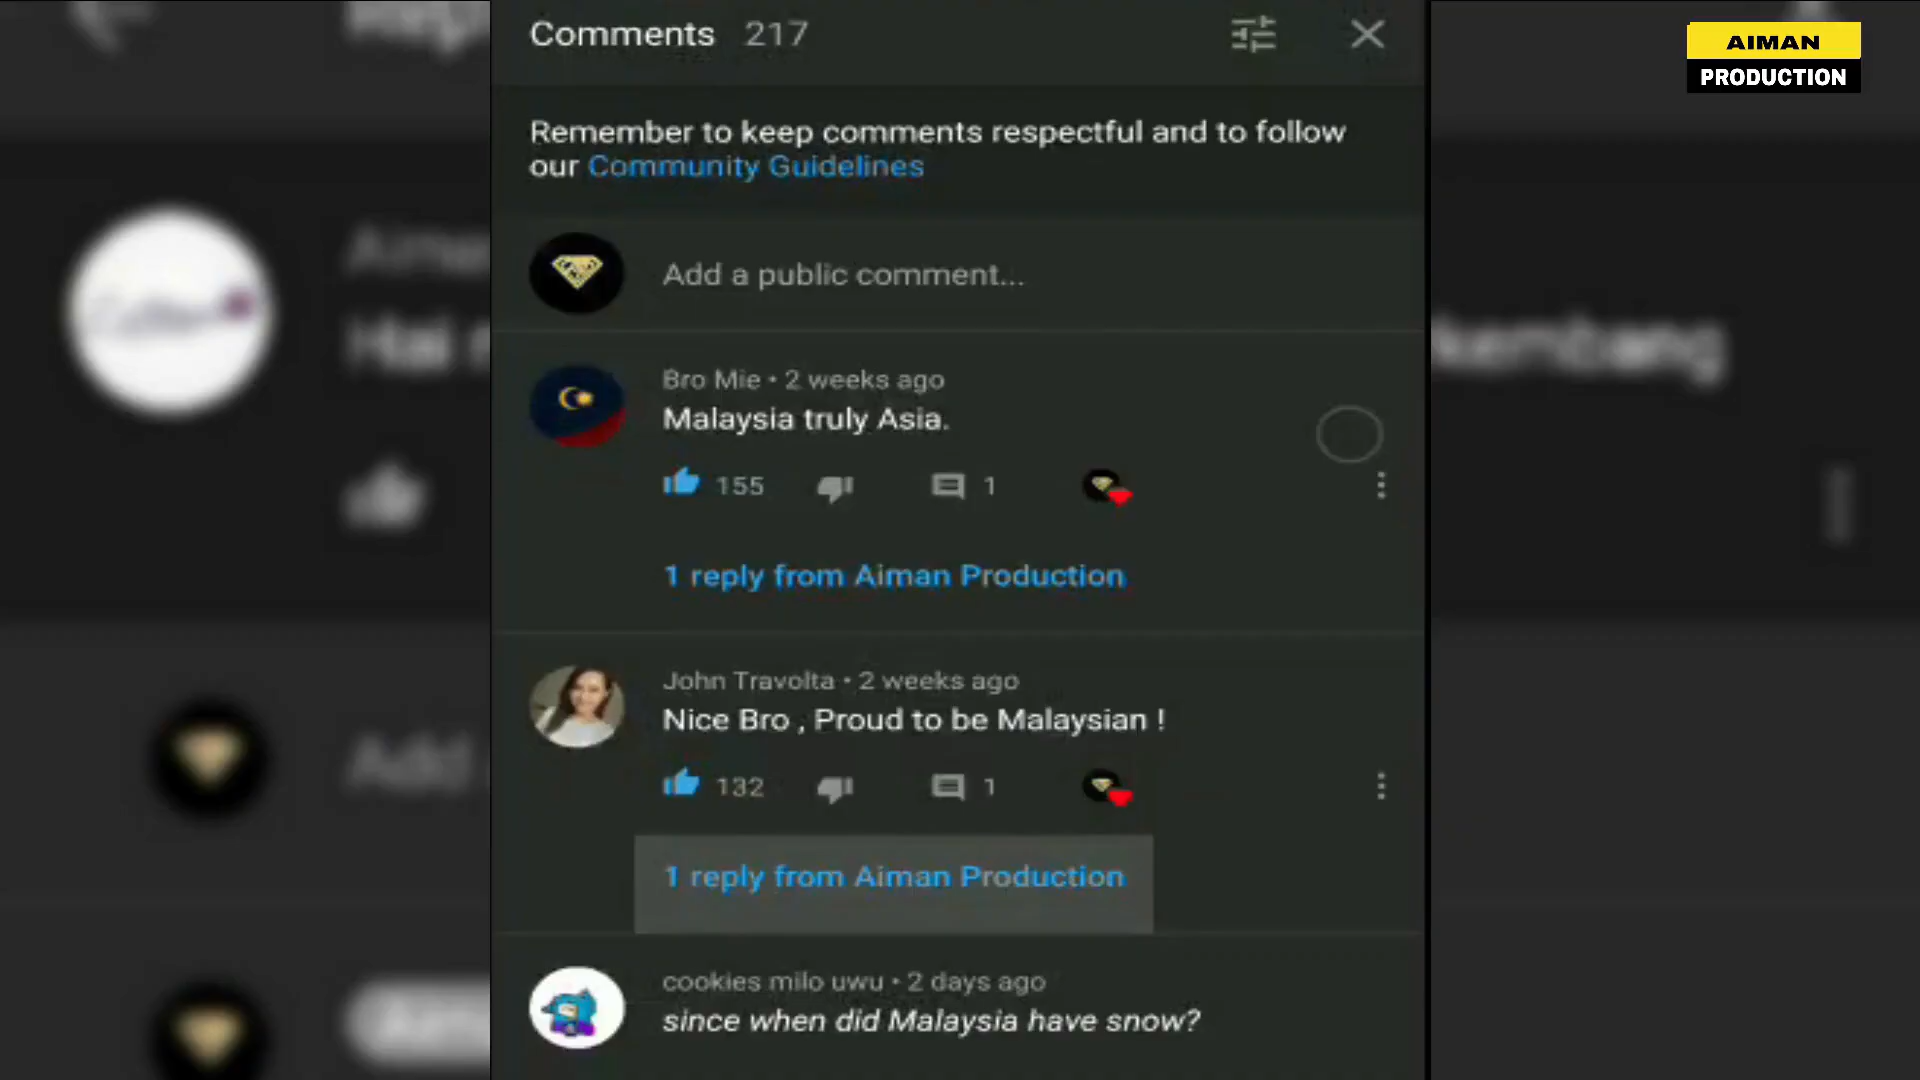 AIMAN
PRODUCTION
Comments 217
Remember to keep comments respectful and to follow
our Community Guidelines
Add a public comment...
Bro Mie • 2 weeks ago
Malaysia truly Asia.
155 1
1 reply from Aiman Production
John Travolta • 2 weeks ago
Nice Bro , Proud to be Malaysian !
132 1
1 reply from Aiman Production
cookies milo uwu • 2 days ago
since when did Malaysia have snow?
Hai
kembang
Add